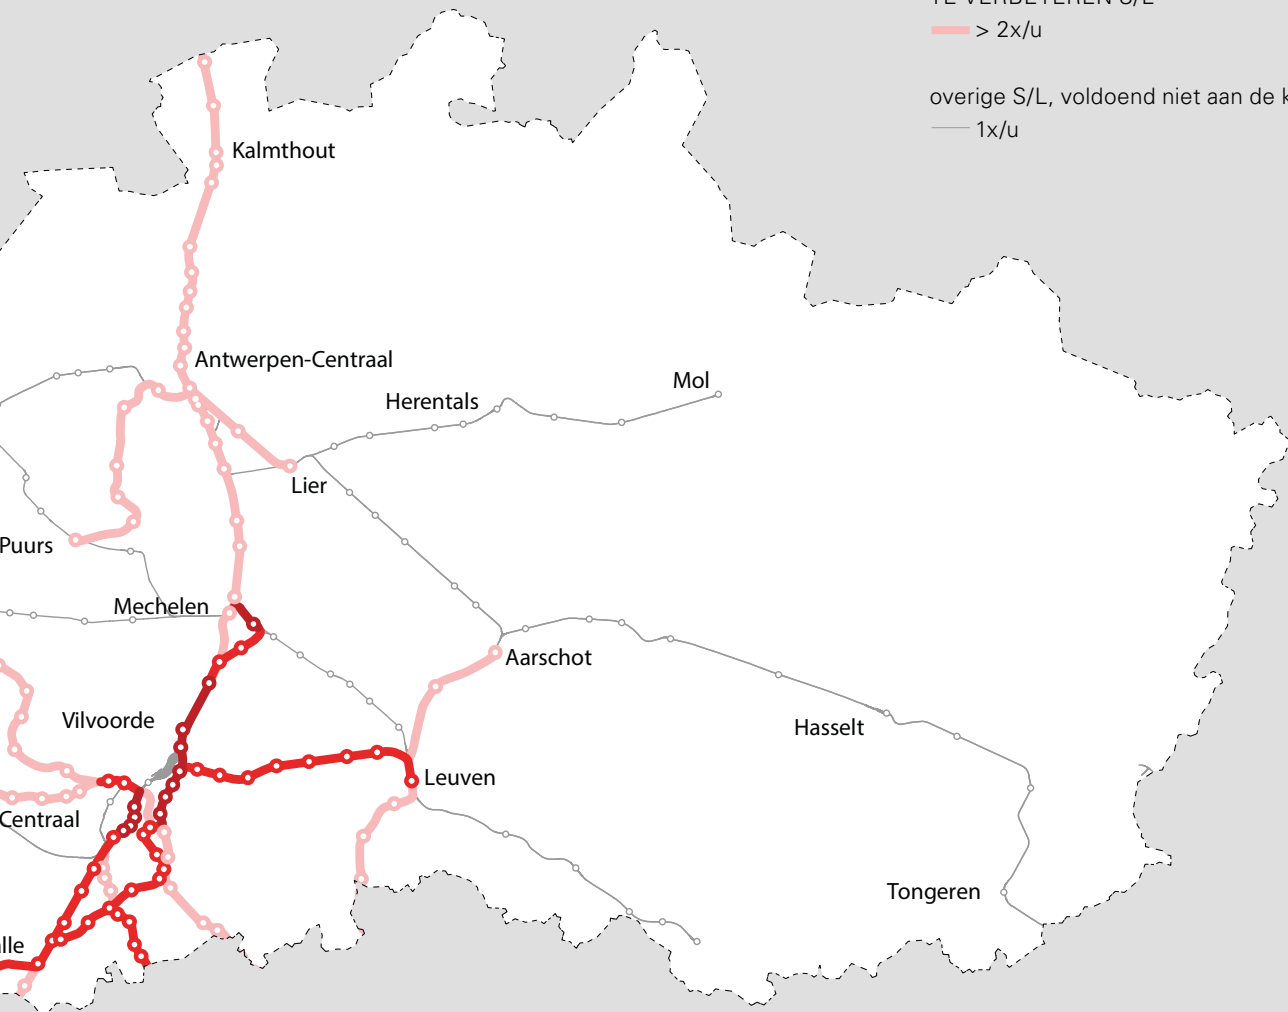 > 2x/u
overige S/L, voldoend niet aan de
1x/u
Kalmthout
Antwerpen-Centraal
Mol
Herentals
Lier
Puurs
Mechelen
Aarschot
Vilvoorde
Hasselt
Leuven
Centraal
Tongeren